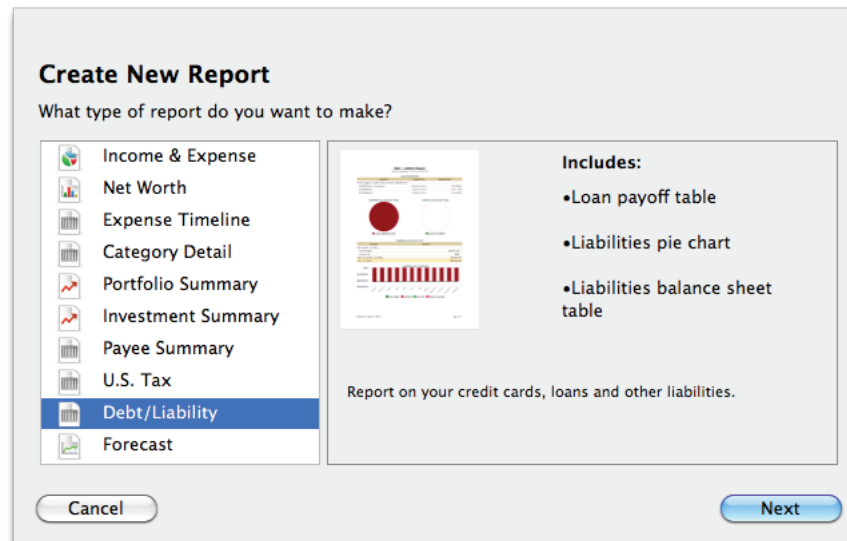 Create New Report
What type of report do you want to make?
Income & Expense
Net Worth
Expense Timeline
Category Detail
Portfolio Summary
Investment Summary
Payee Summary
U.S. Tax
Debt/Liability
Forecast
Includes:
•Loan payoff table
•Liabilities pie chart
•Liabilities balance sheet
table
Report on your credit cards, loans and other liabilities.
Cancel
Next